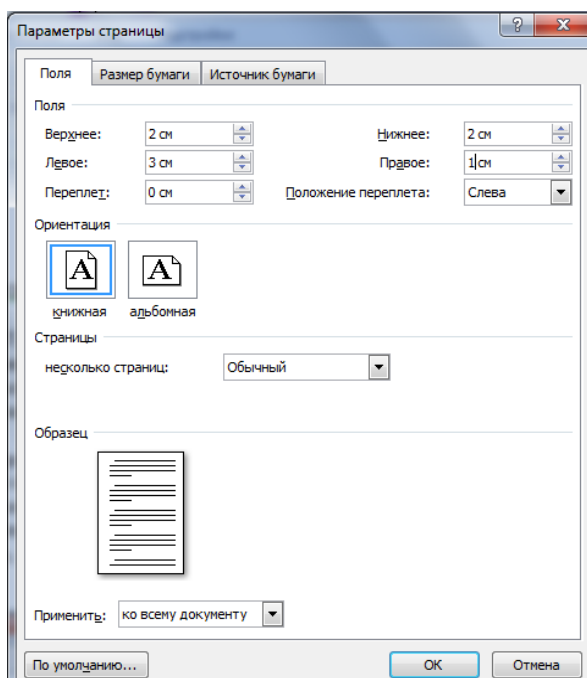 Параметры страницы
Поля Размер бумаги Источник бумаги
Поля
Верхнее: 2 см Нижнее: 2 см
Левое: 3 см Правое: 1 см
Переплет: 0 см Положение переплета: Слева
Ориентация
A A
книжная альбомная
Страницы
несколько страниц: Обычный
Образец
Применить: ко всему документу
По умолчанию... ОК Отмена